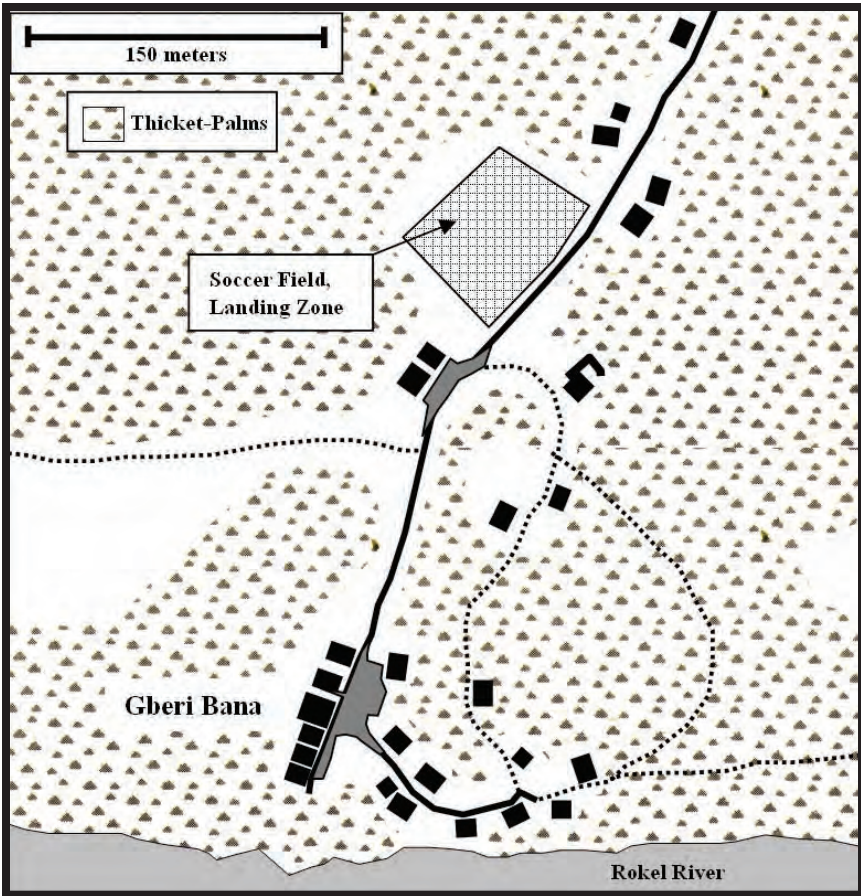 150 meters
Thicket-Palms
Soccer Field,
Landing Zone
Gberi Bana
Rokel River